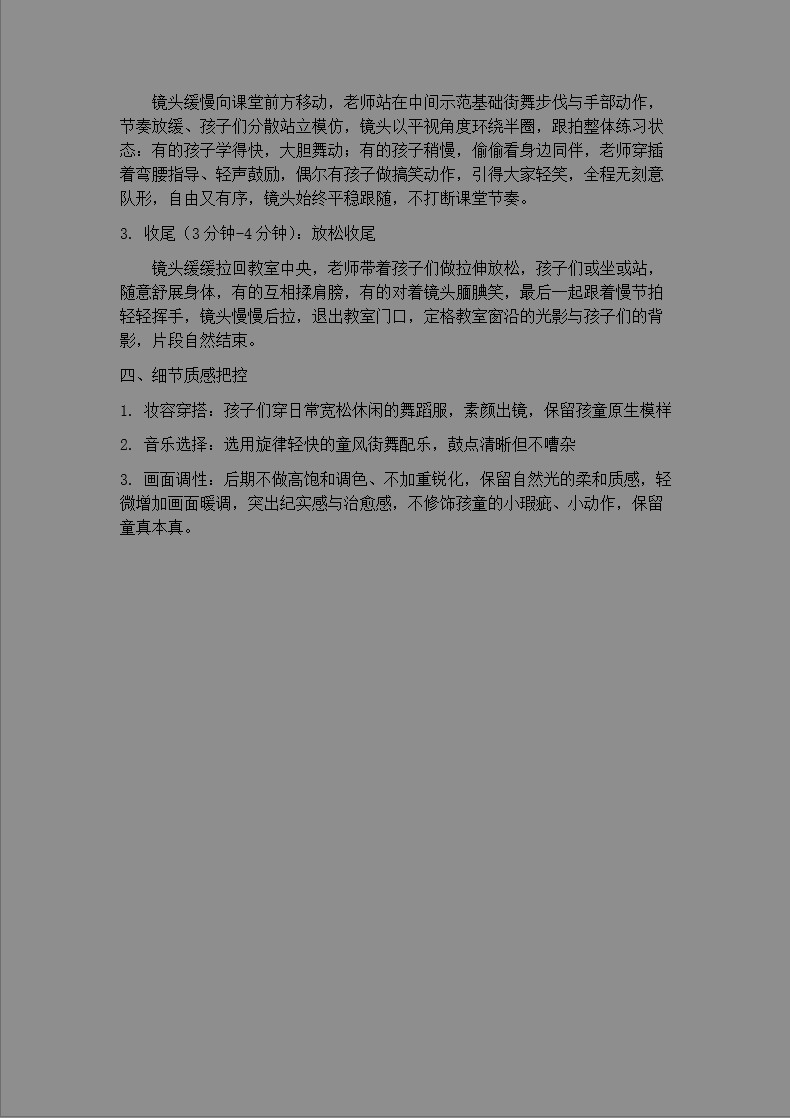 镜头缓慢向课堂前方移动，老师站在中间示范基础街舞步伐与手部动作，
节奏放缓、孩子们分散站立模仿，镜头以平视角度环绕半圈，跟拍整体练习状
态：有的孩子学得快，大胆舞动；有的孩子稍慢，偷偷看身边同伴，老师穿插
着弯腰指导、轻声鼓励，偶尔有孩子做搞笑动作，引得大家轻笑，全程无刻意
队形，自由又有序，镜头始终平稳跟随，不打断课堂节奏。
3. 收尾（3分钟-4分钟）：放松收尾
镜头缓缓拉回教室中央，老师带着孩子们做拉伸放松，孩子们或坐或站，
随意舒展身体，有的互相揉肩膀，有的对着镜头腼腆笑，最后一起跟着慢节拍
轻轻挥手，镜头慢慢后拉，退出教室门口，定格教室窗沿的光影与孩子们的背
影，片段自然结束。
四、细节质感把控
1. 妆容穿搭：孩子们穿日常宽松休闲的舞蹈服，素颜出镜，保留孩童原生模样
2. 音乐选择：选用旋律轻快的童风街舞配乐，鼓点清晰但不嘈杂
3. 画面调性：后期不做高饱和调色、不加重锐化，保留自然光的柔和质感，轻
微增加画面暖调，突出纪实感与治愈感，不修饰孩童的小瑕疵、小动作，保留
童真本真。